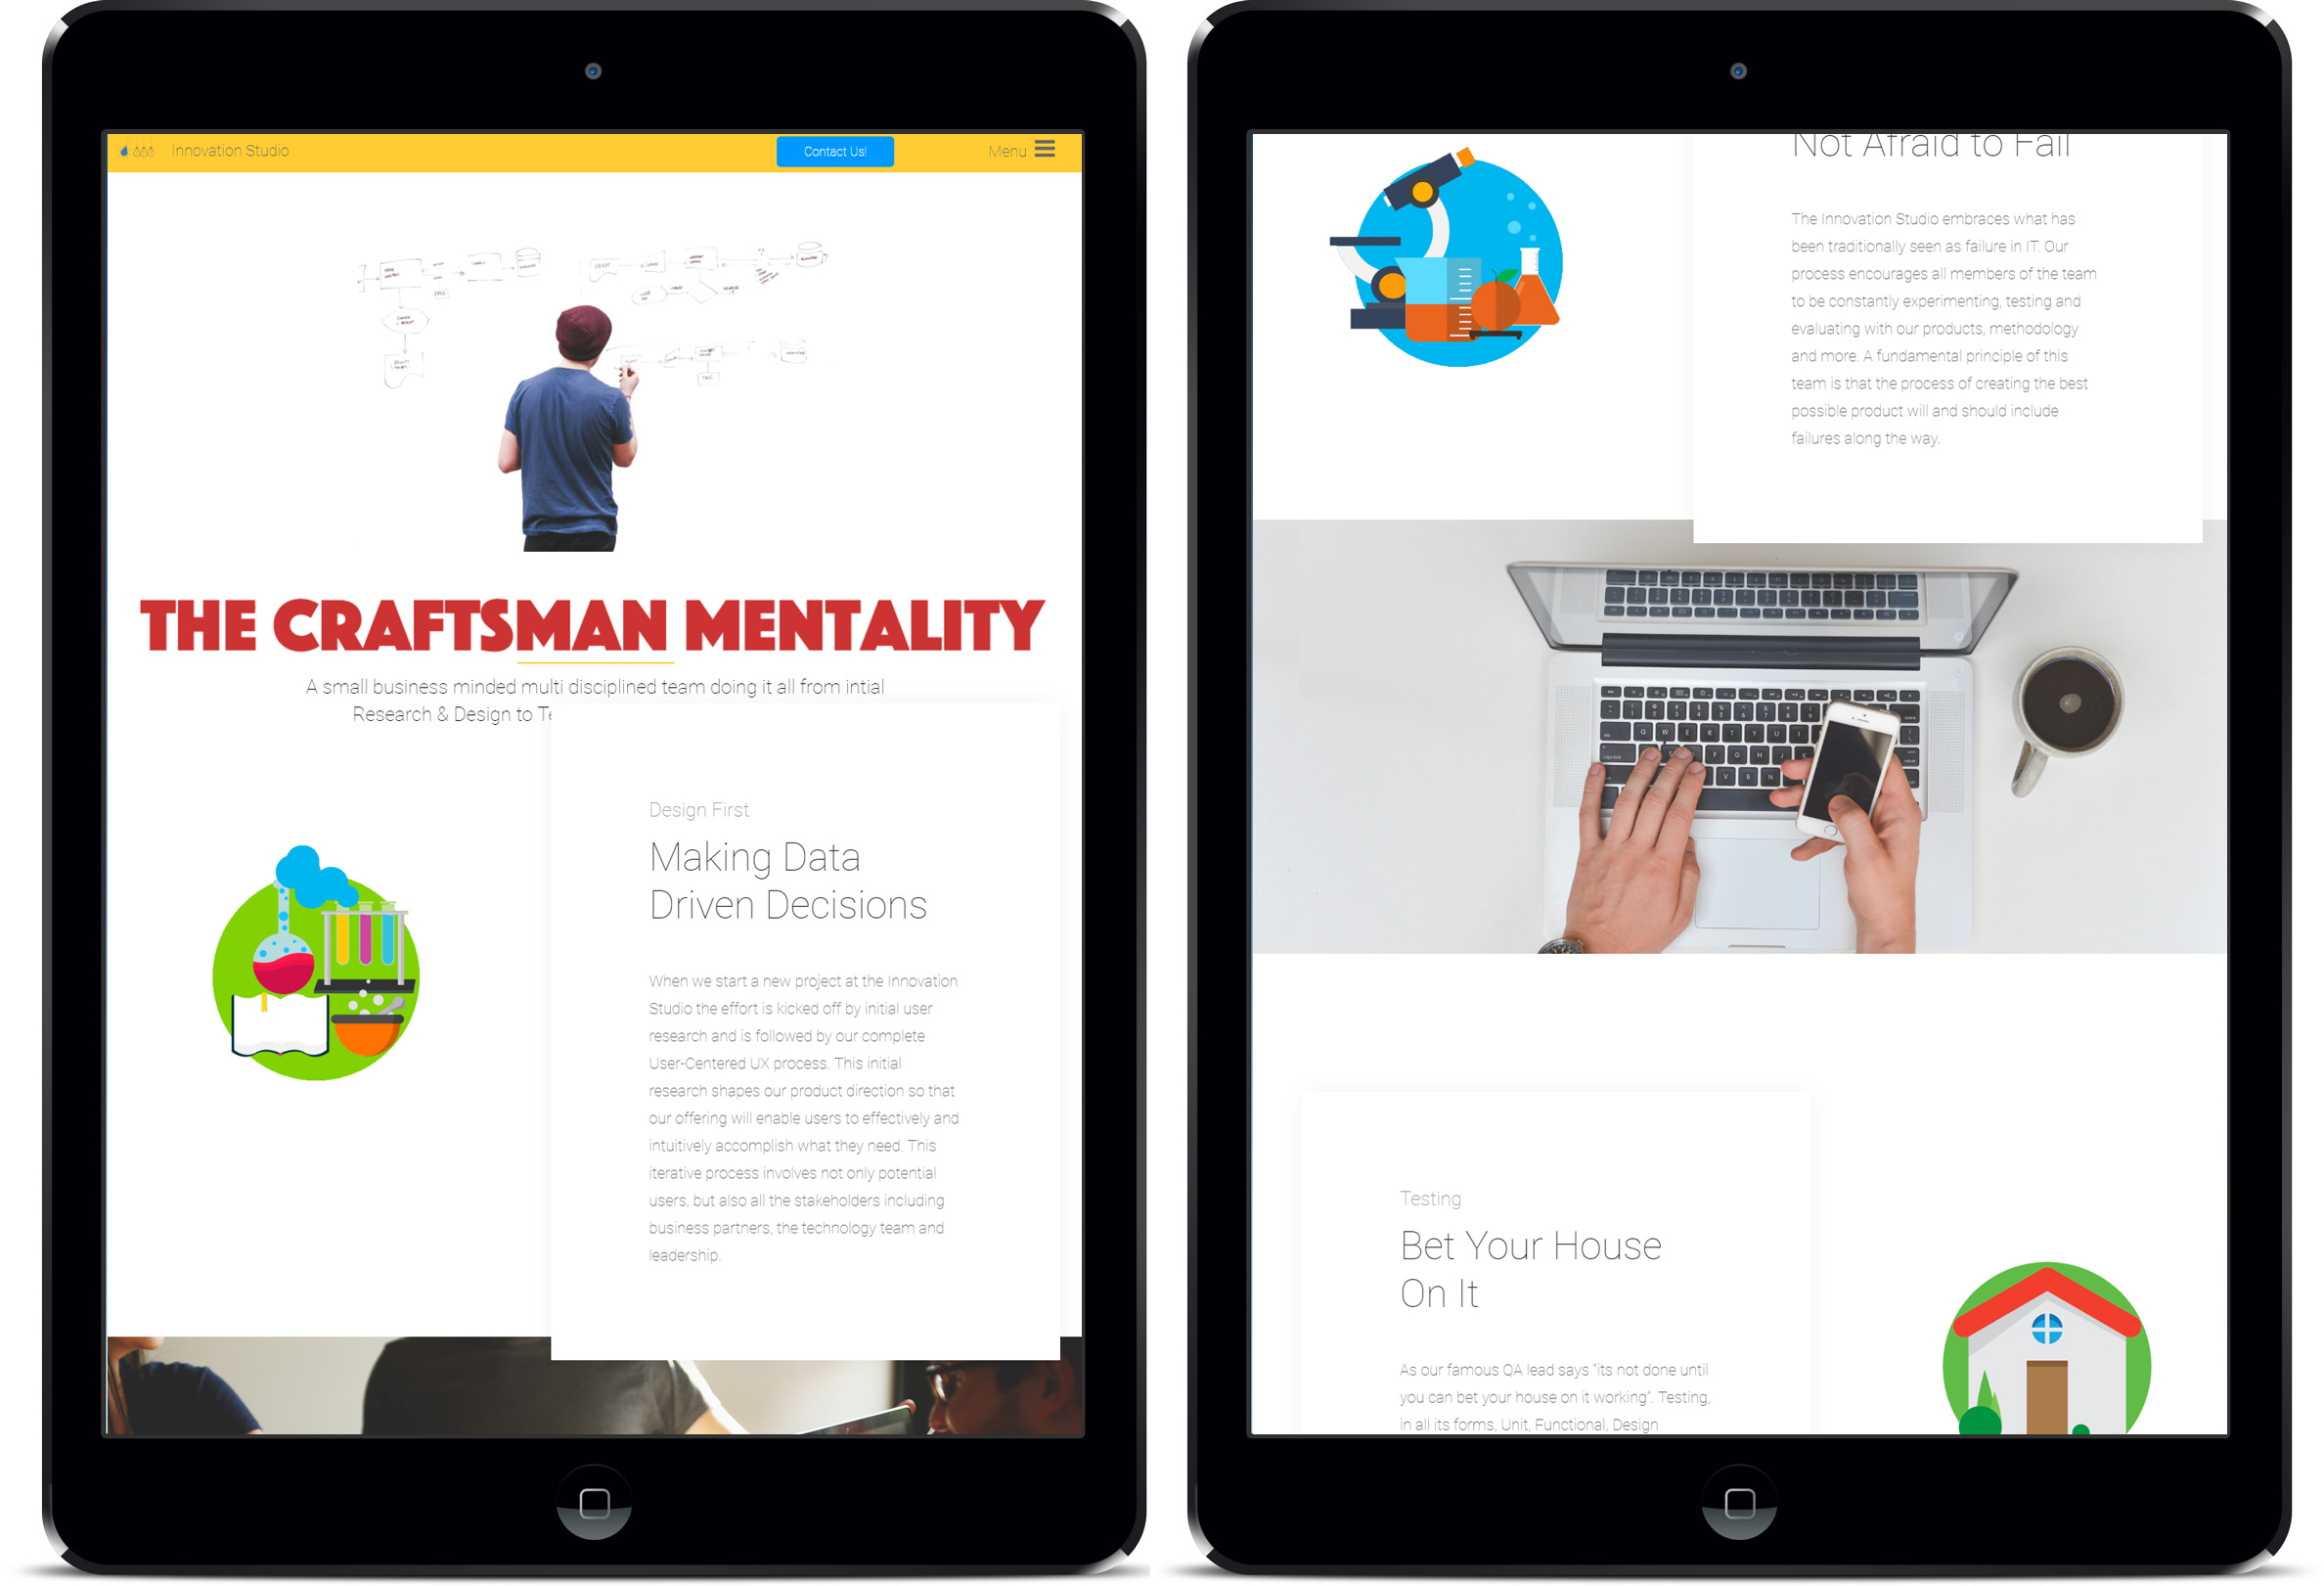 Innovation Studio
Contact Us!
Menu
THE CRAFTSMAN MENTALITY
A small business minded multi disciplined team doing it all from intial
Research & Design to Te
Design First
Making Data
Driven Decisions
When we start a new project at the Innovation
Studio the effort is kicked off by initial user
research and is followed by our complete
User-Centered UX process. This initial
research shapes our product direction so that
our offering will enable users to effectively and
intuitively accomplish what they need. This
iterative process involves not only potential
users, but also all the stakeholders including
business partners, the technology team and
leadership.
Not Afraid to Fail
The Innovation Studio embraces what has
been traditionally seen as failure in IT. Our
process encourages all members of the team
to be constantly experimenting, testing and
evaluating with our products, methodology
and more. A fundamental principle of this
team is that the process of creating the best
possible product will and should include
failures along the way.
Testing
Bet Your House
On It
As our famous QA lead says “its not done until
you can bet your house on it working”. Testing,
in all its forms, Unit, Functional, Design